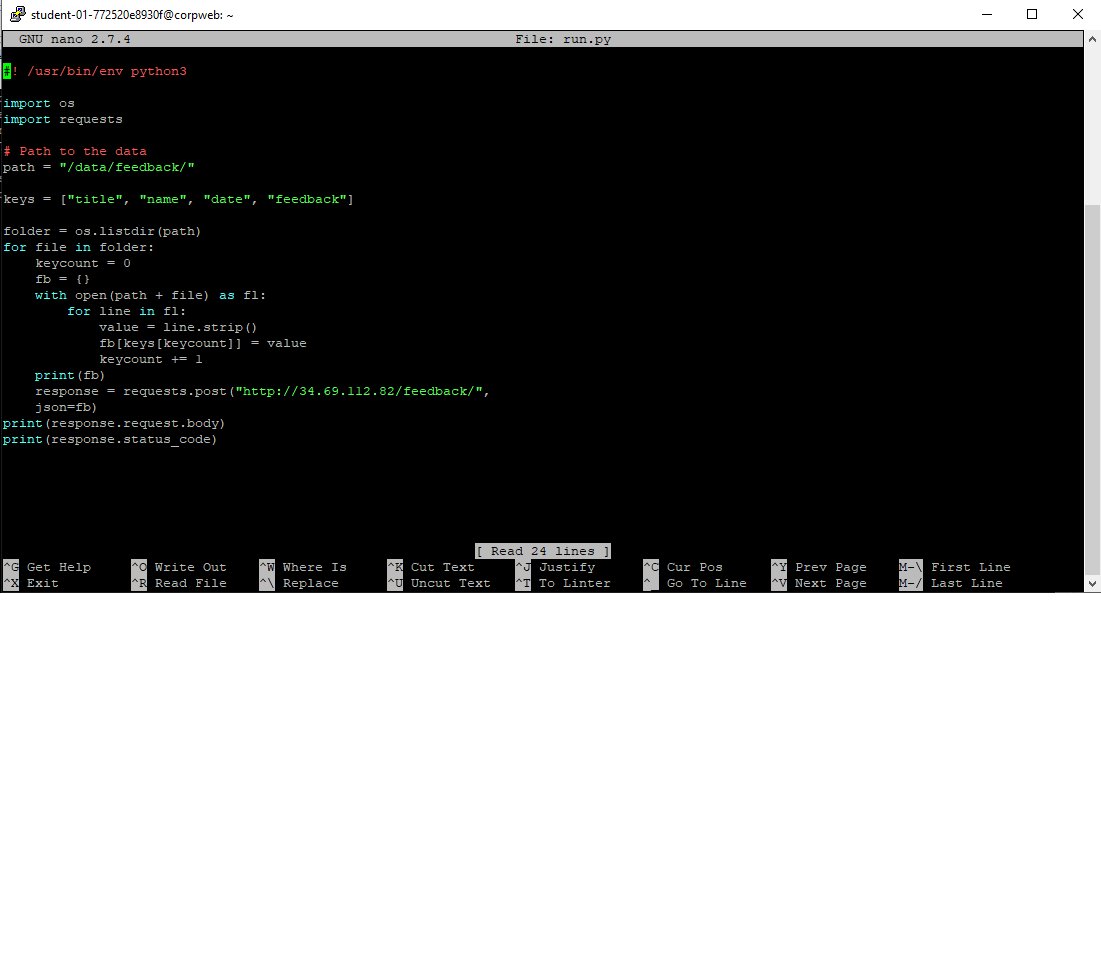 student-01-772520e8930f@corpweb: ~
GNU nano 2.7.4 File: run.py
#! /usr/bin/env python3
import os
import requests
# Path to the data
path = "/data/feedback/"
keys = ["title", "name", "date", "feedback"]
folder = os.listdir(path)
for file in folder:
    keycount = 0
    fb = {}
    with open(path + file) as fl:
        for line in fl:
            value = line.strip()
            fb[keys[keycount]] = value
            keycount += 1
    print(fb)
    response = requests.post("http://34.69.112.82/feedback/",
    json=fb)
print(response.request.body)
print(response.status_code)
[ Read 24 lines ]
^G Get Help ^O Write Out ^W Where Is ^K Cut Text ^J Justify ^C Cur Pos ^Y Prev Page M-\ First Line
^X Exit ^R Read File ^\ Replace ^U Uncut Text ^T To Linter ^_ Go To Line ^V Next Page M-/ Last Line